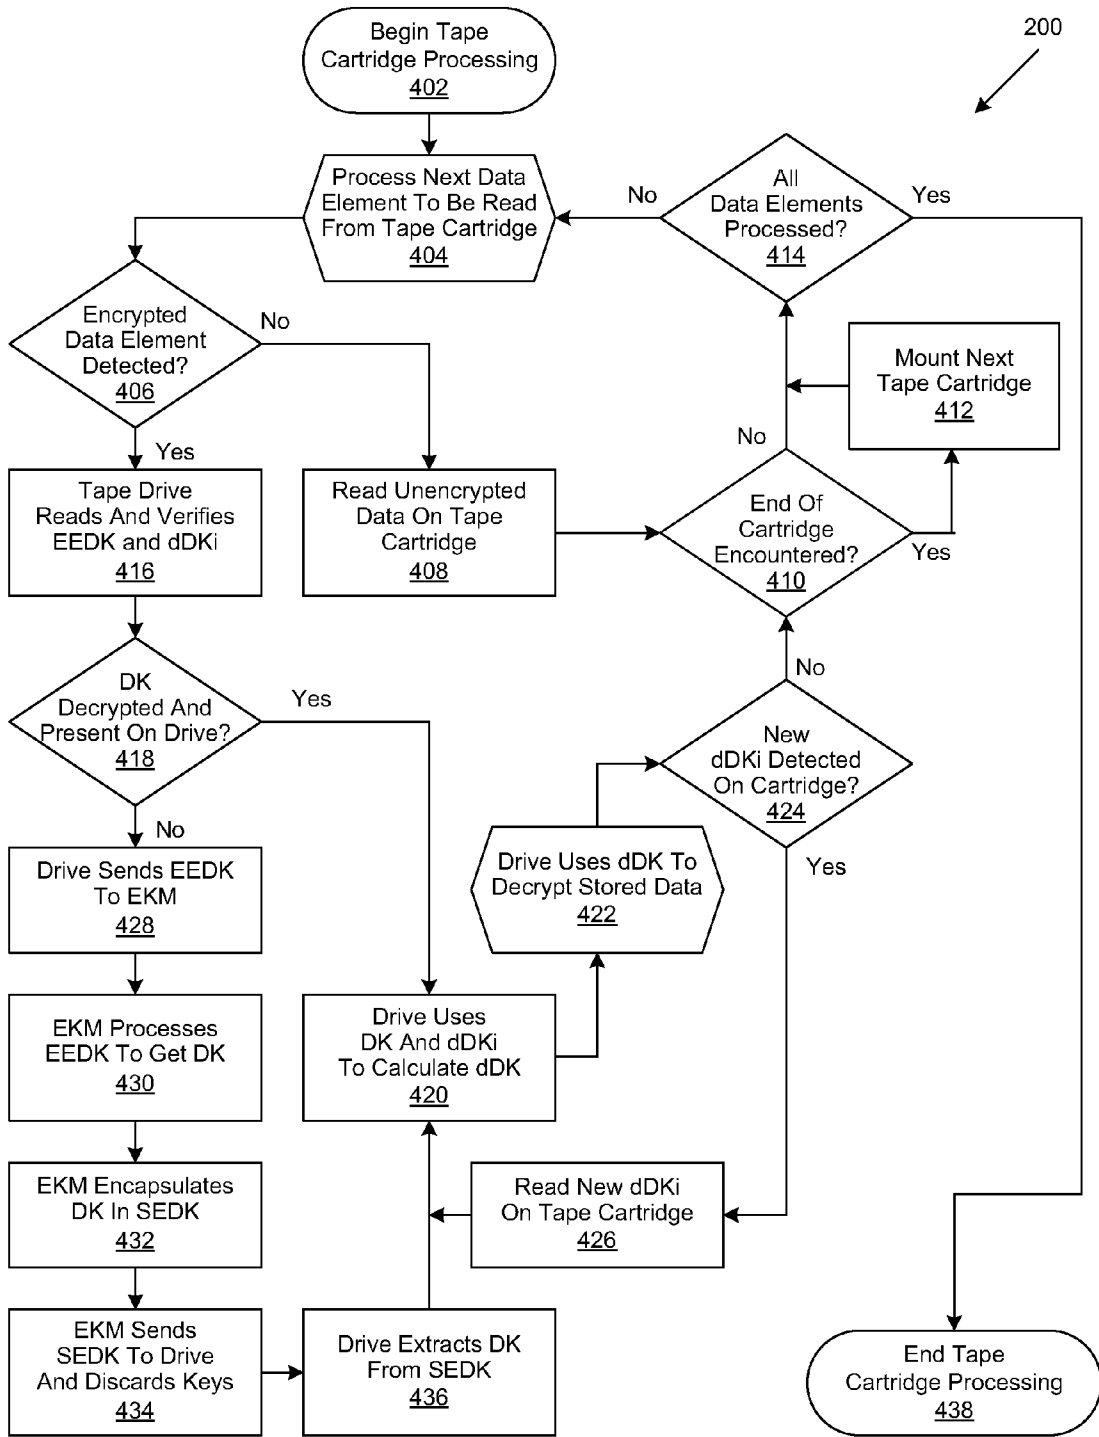 200
Begin Tape
Cartridge Processing
402
Process Next Data
Element To Be Read
From Tape Cartridge
404
No
All
Data Elements
Processed?
414
Yes
Encrypted
Data Element
Detected?
406
No
Yes
Mount Next
Tape Cartridge
412
No
Tape Drive
Reads And Verifies
EEDK and dDKi
416
Read Unencrypted
Data On Tape
Cartridge
408
End Of
Cartridge
Encountered?
410
Yes
DK
Decrypted And
Present On Drive?
418
Yes
No
No
New
dDKi Detected
On Cartridge?
424
Yes
Drive Sends EEDK
To EKM
428
Drive Uses dDK To
Decrypt Stored Data
422
EKM Processes
EEDK To Get DK
430
Drive Uses
DK And dDKi
To Calculate dDK
420
EKM Encapsulates
DK In SEDK
432
Read New dDKi
On Tape Cartridge
426
EKM Sends
SEDK To Drive
And Discards Keys
434
Drive Extracts DK
From SEDK
436
End Tape
Cartridge Processing
438